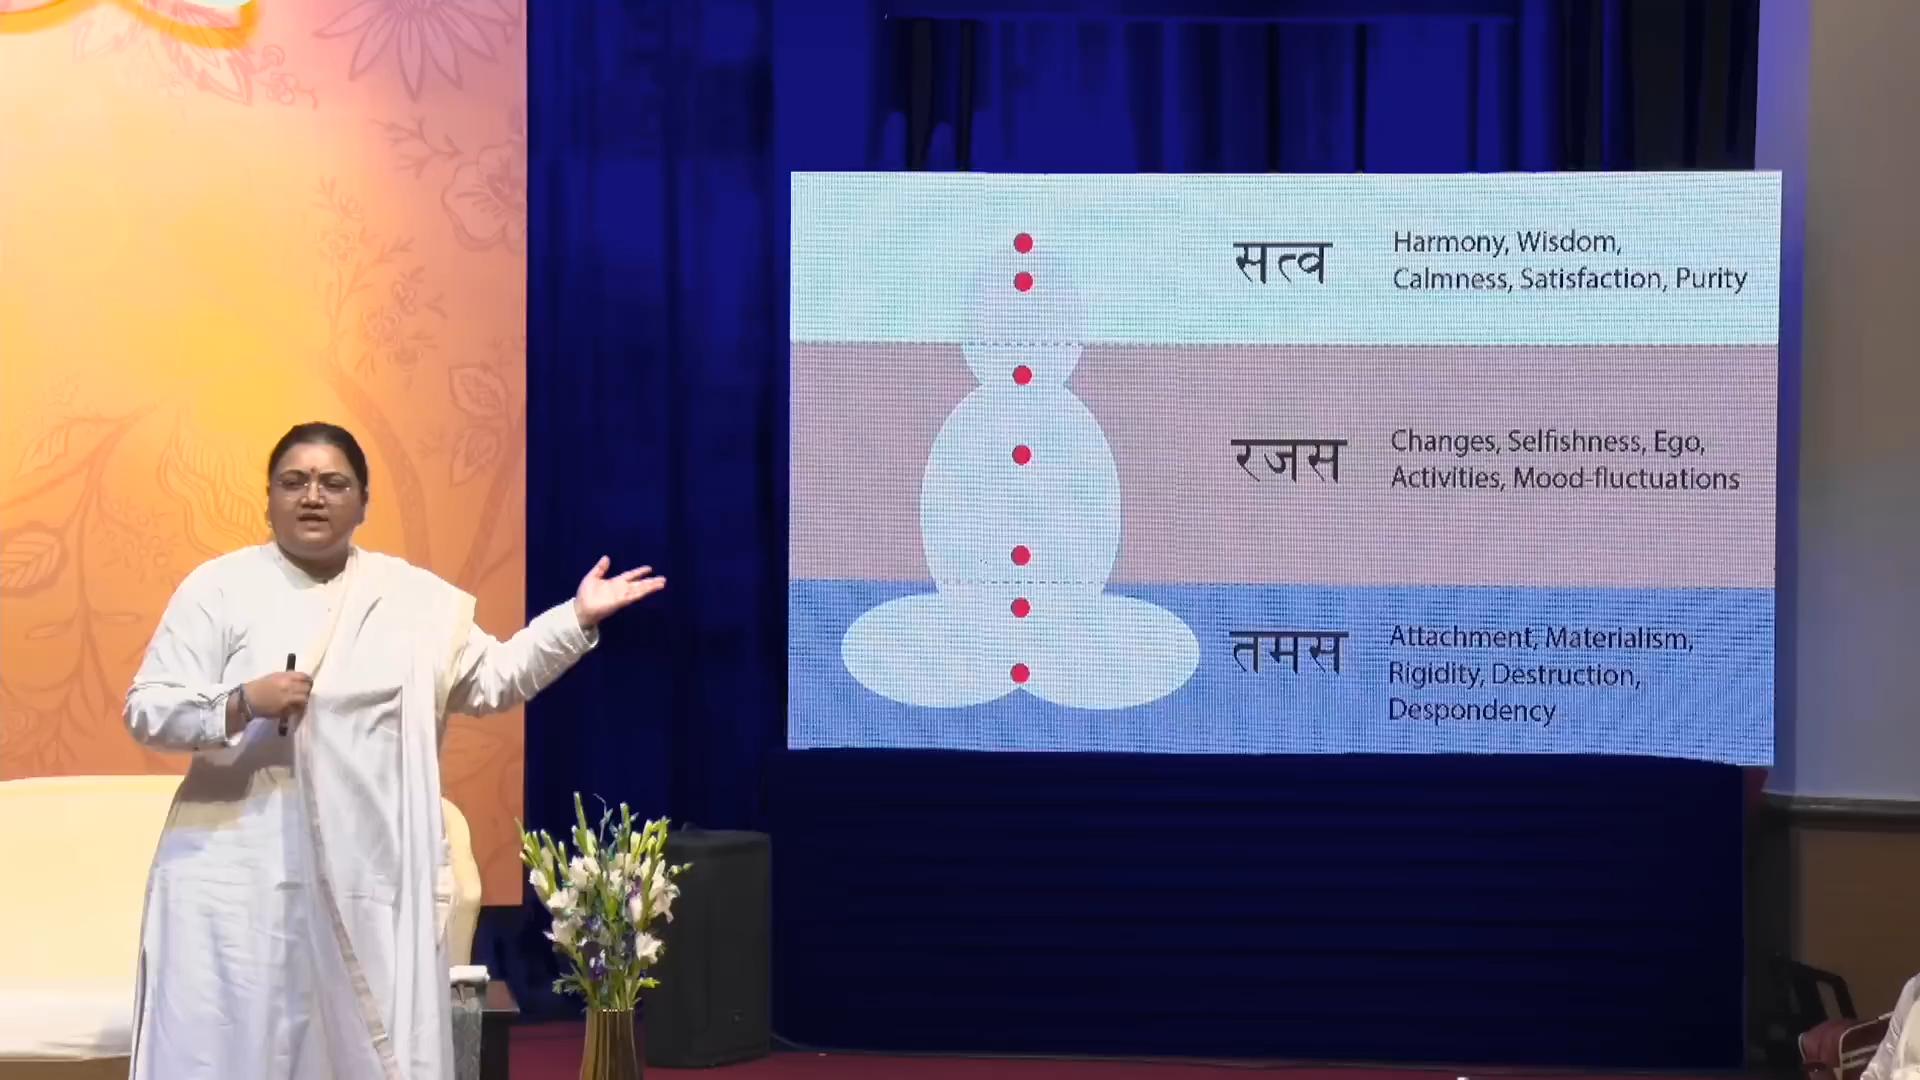 सत्व
Harmony, Wisdom,
Calmness, Satisfaction, Purity
रजस
Changes, Selfishness, Ego,
Activities, Mood-fluctuations
तमस
Attachment, Materialism,
Rigidity, Destruction,
Despondency